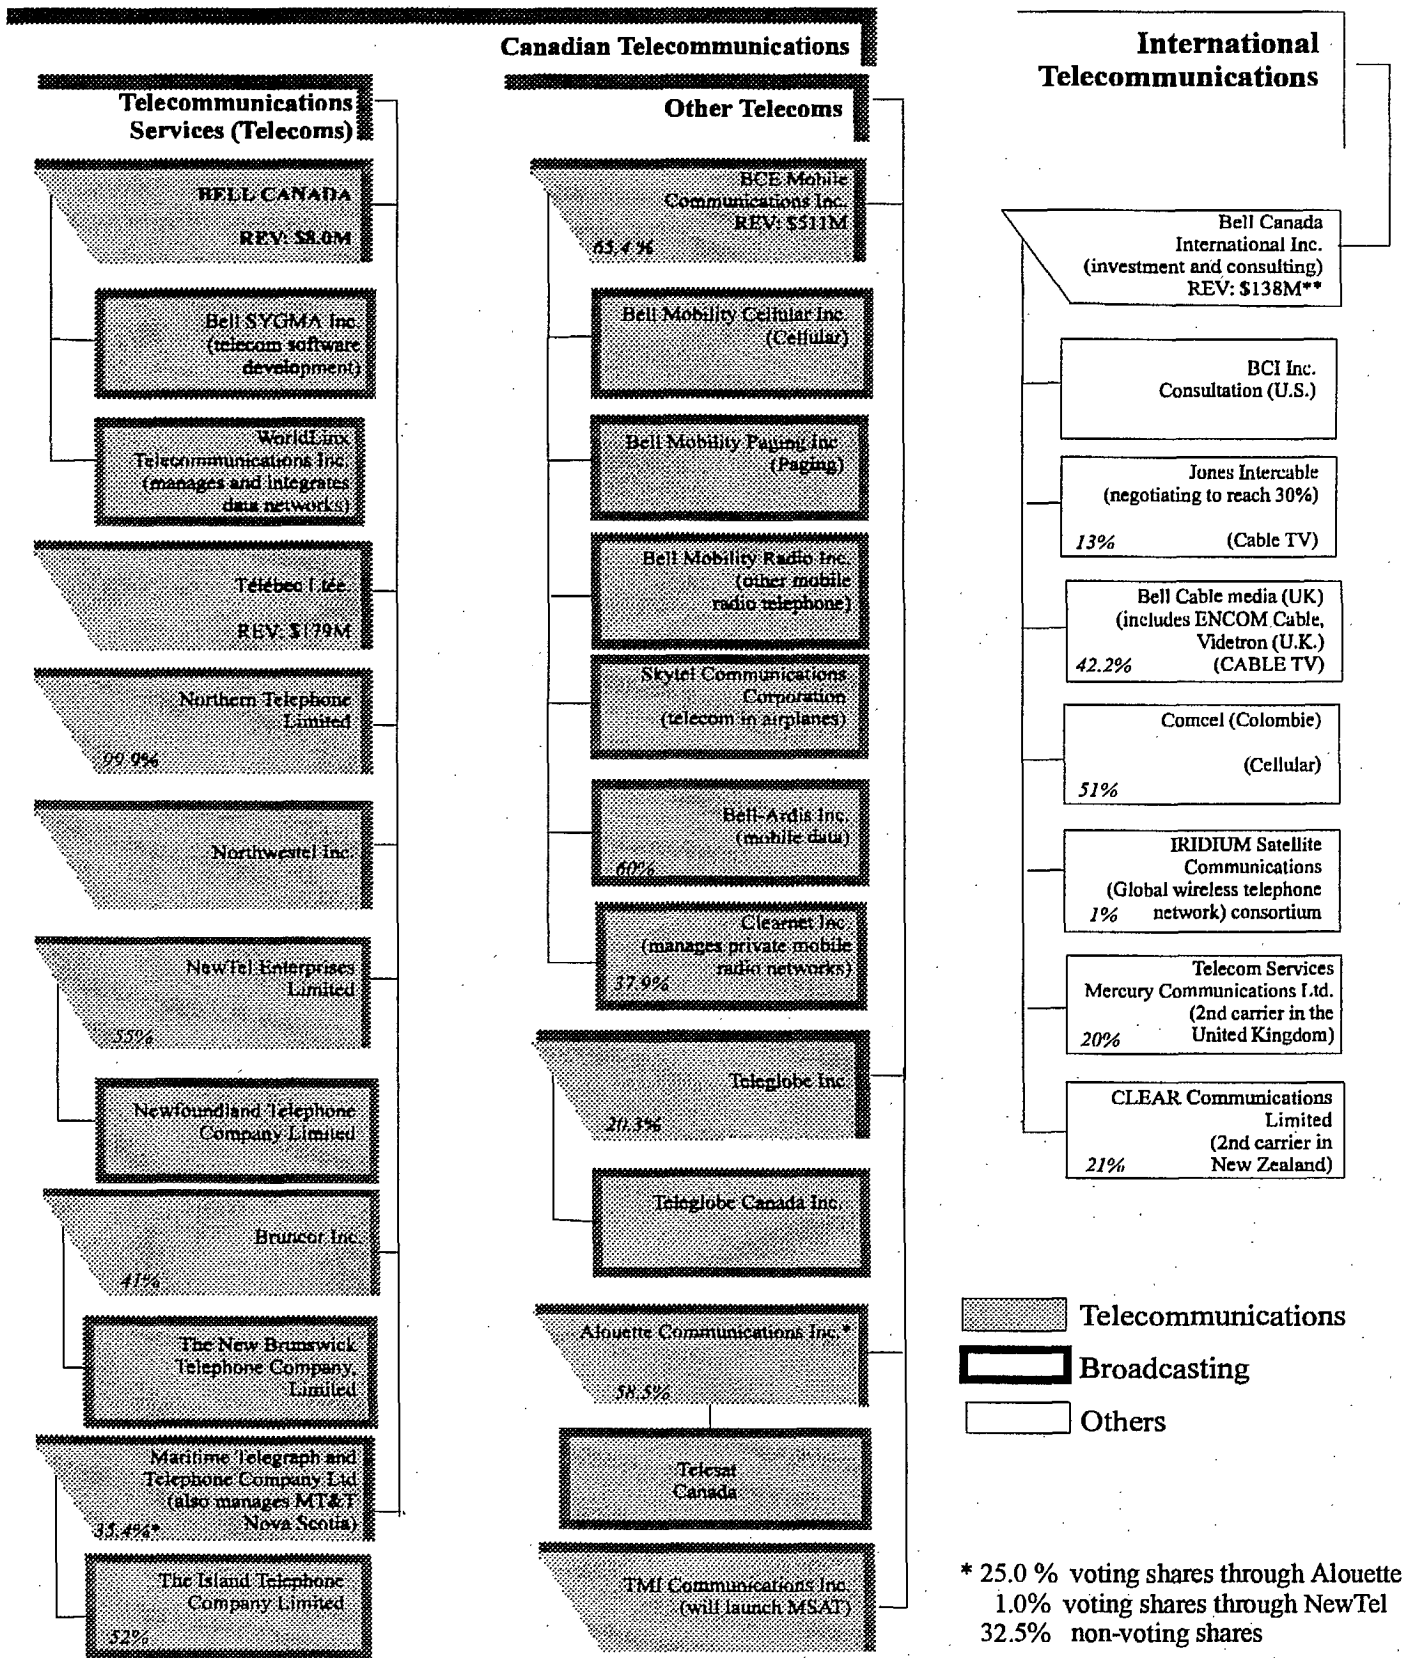 Canadian Telecommunications
Telecommunications
Services (Telecoms)
BELL CANADA
REV: $8.0M
Bell SYGMA Inc.
(telecom software
development)
WorldLinx
Telecommunications Inc.
(manages and integrates
data networks)
Télébec Ltée.
REV: $179M
Northern Telephone
Limited
99.9%
Northwestel Inc.
NewTel Enterprises
Limited
55%
Newfoundland Telephone
Company Limited
Bruncor Inc.
41%
The New Brunswick
Telephone Company,
Limited
Maritime Telegraph and
Telephone Company Ltd
(also manages MT&T
Nova Scotia)
35.4%*
The Island Telephone
Company Limited
52%
Other Telecoms
BCE Mobile
Communications Inc.
REV: $511M
65.4 %
Bell Mobility Cellular Inc.
(Cellular)
Bell Mobility Paging Inc.
(Paging)
Bell Mobility Radio Inc.
(other mobile
radio telephone)
Skytel Communications
Corporation
(telecom in airplanes)
Bell-Ardis Inc.
(mobile data)
60%
Clearnet Inc.
(manages private mobile
radio networks)
37.9%
Teleglobe Inc.
20.3%
Teleglobe Canada Inc.
Alouette Communications Inc.*
58.5%
Telesat
Canada
TMI Communications Inc.
(will launch MSAT)
International
Telecommunications
Bell Canada
International Inc.
(investment and consulting)
REV: $138M**
BCI Inc.
Consultation (U.S.)
Jones Intercable
(negotiating to reach 30%)
13% (Cable TV)
Bell Cable media (UK)
(includes ENCOM Cable,
Videtron (U.K.)
42.2% (CABLE TV)
Comcel (Colombie)
(Cellular)
51%
IRIDIUM Satellite
Communications
(Global wireless telephone
1% network) consortium
Telecom Services
Mercury Communications Ltd.
(2nd carrier in the
20% United Kingdom)
CLEAR Communications
Limited
(2nd carrier in
21% New Zealand)
Telecommunications
Broadcasting
Others
* 25.0 % voting shares through Alouette
1.0% voting shares through NewTel
32.5% non-voting shares